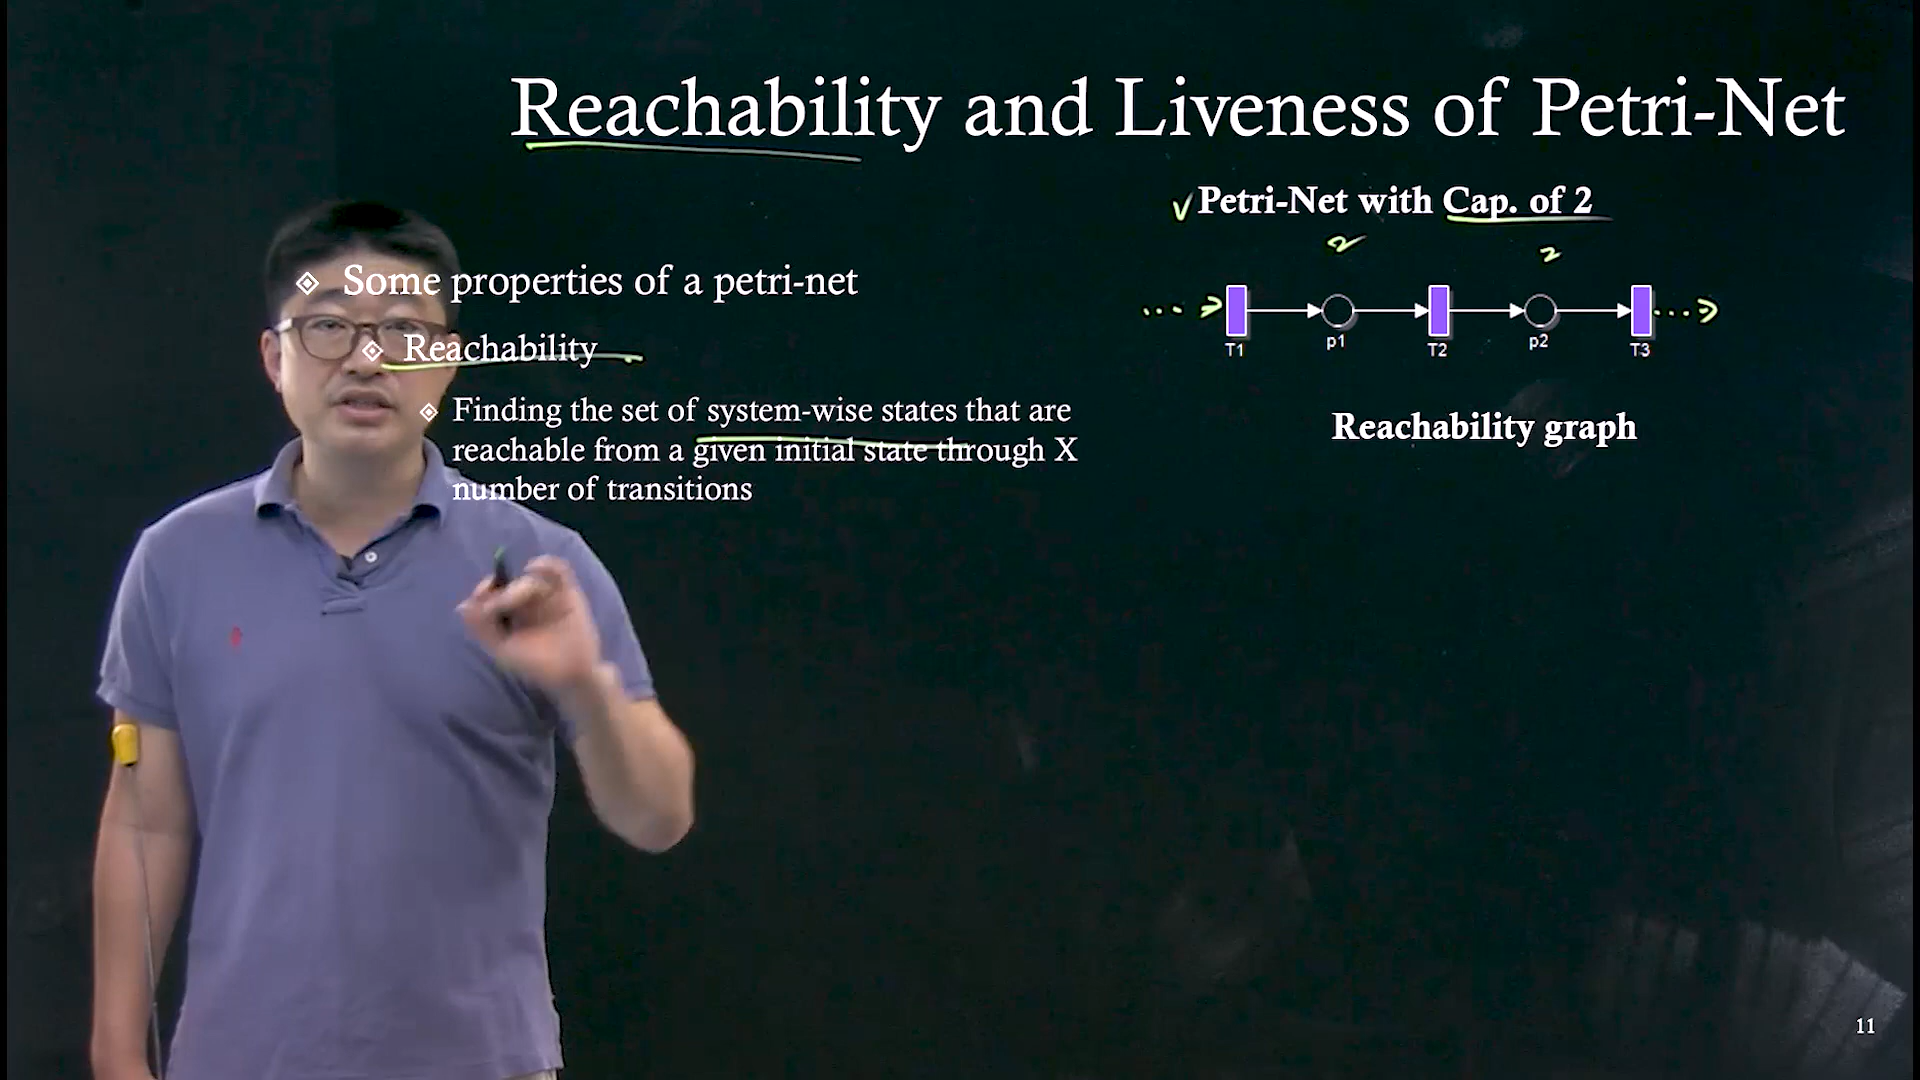 Reachability and Liveness of Petri-Net
Petri-Net with Cap. of 2
2 2
Some properties of a petri-net
T1 p1 T2 p2 T3
Reachability
Finding the set of system-wise states that are
reachable from a given initial state through X
number of transitions
Reachability graph
11